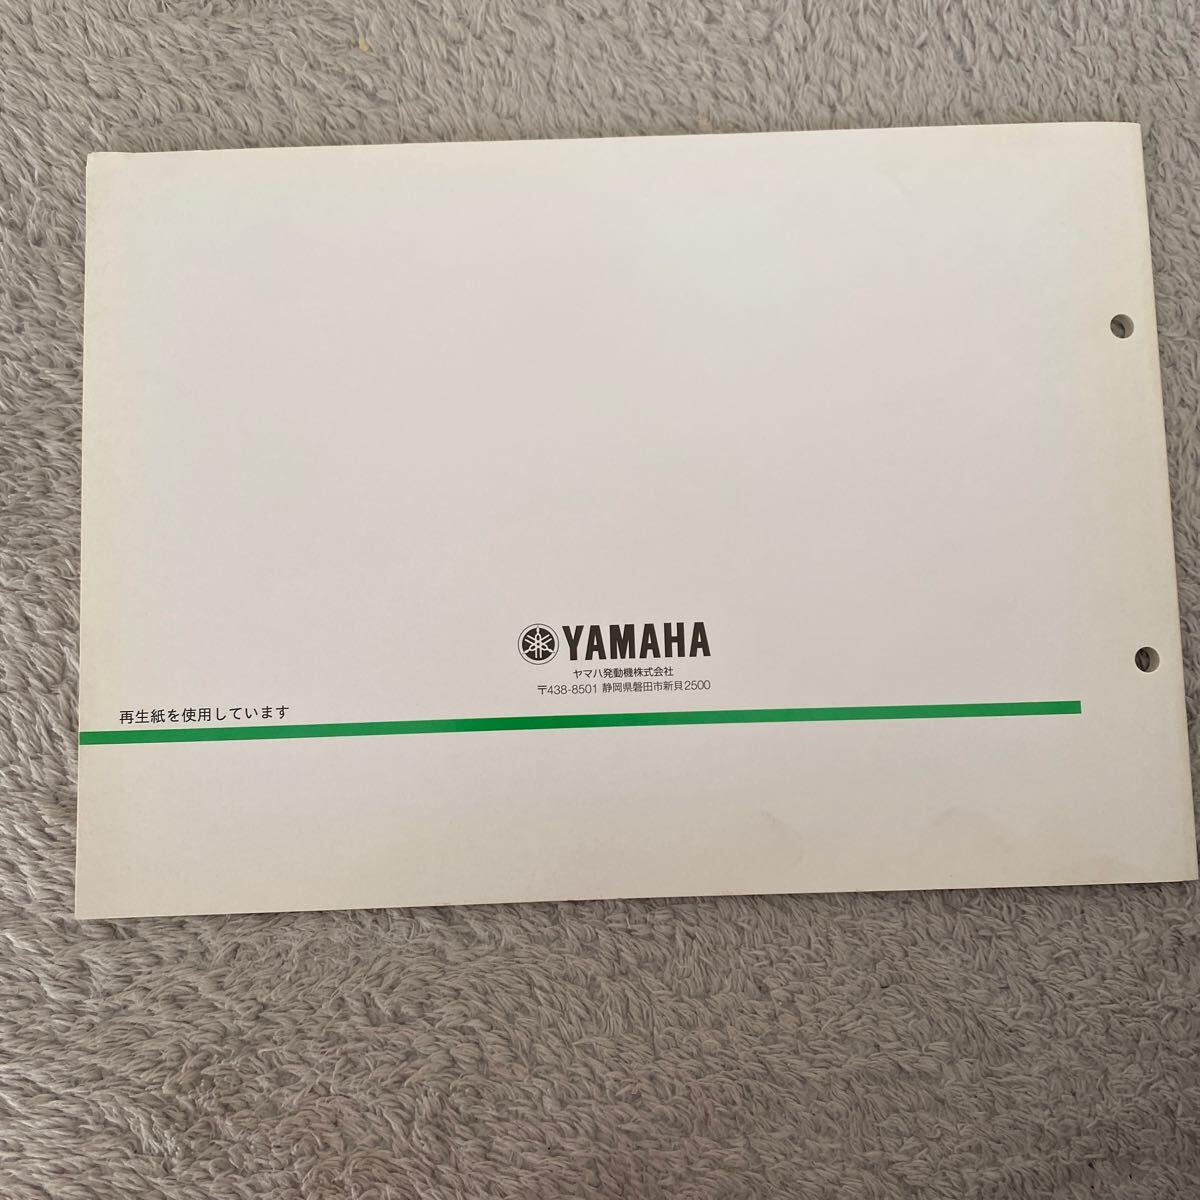 YAMAHA
ヤマハ発動機株式会社
〒438-8501 静岡県磐田市新貝2500
再生紙を使用しています